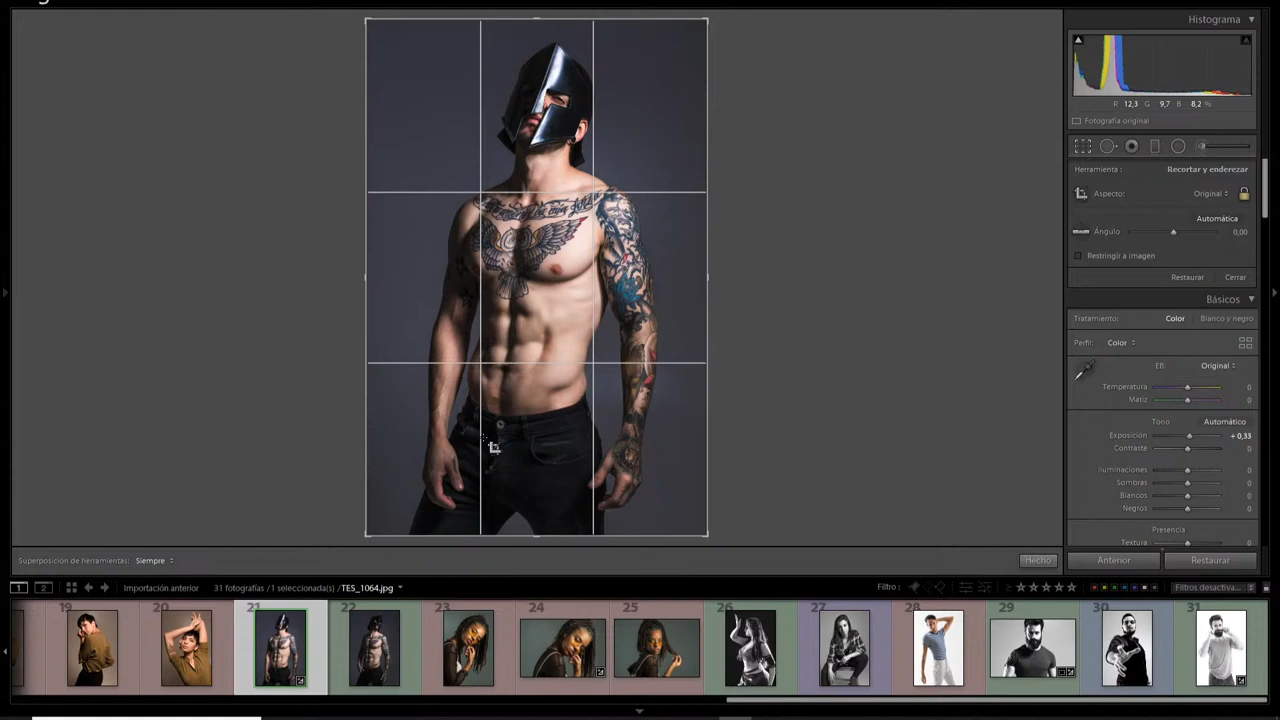 Histograma
R 12,3 G 9,7 B 8,2 %
Fotografía original
Herramienta : Recortar y enderezar
Aspecto: Original
Automática
Ángulo 0,00
Restringir a imagen
Restaurar Cerrar
Básicos
Tratamiento: Color Blanco y negro
Perfil: Color
EB: Original
Temperatura 0
Matiz 0
Tono Automático
Exposición + 0,33
Contraste 0
Iluminaciones 0
Sombras 0
Blancos 0
Negros 0
Presencia
Textura 0
Superposición de herramientas: Siempre Hecho Anterior Restaurar
1 2 Importación anterior 31 fotografías /1 seleccionada(s) /TES_1064.jpg Filtro : Filtros desactiva...
19 20 21 22 23 24 25 26 27 28 29 30 31